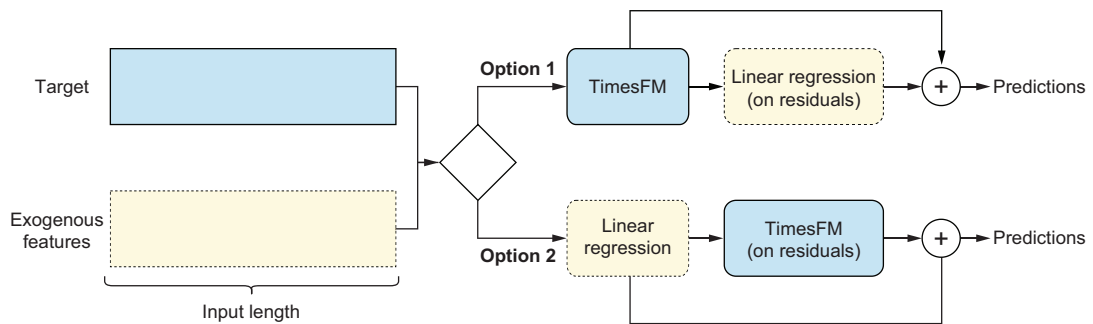 Target
Exogenous
features
Input length
Option 1
TimesFM
Linear regression
(on residuals)
+
Predictions
Option 2
Linear
regression
TimesFM
(on residuals)
+
Predictions